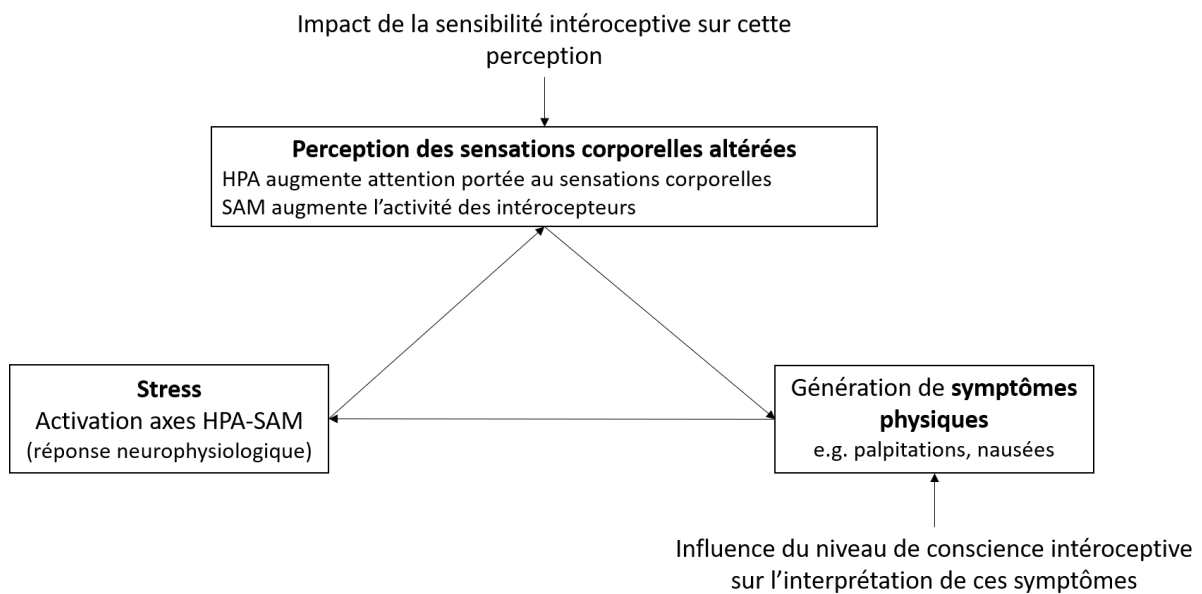 Impact de la sensibilité intéroceptive sur cette
perception
Perception des sensations corporelles altérées
HPA augmente attention portée au sensations corporelles
SAM augmente l’activité des intérocepteurs
Stress
Activation axes HPA-SAM
(réponse neurophysiologique)
Génération de symptômes
physiques
e.g. palpitations, nausées
Influence du niveau de conscience intéroceptive
sur l’interprétation de ces symptômes